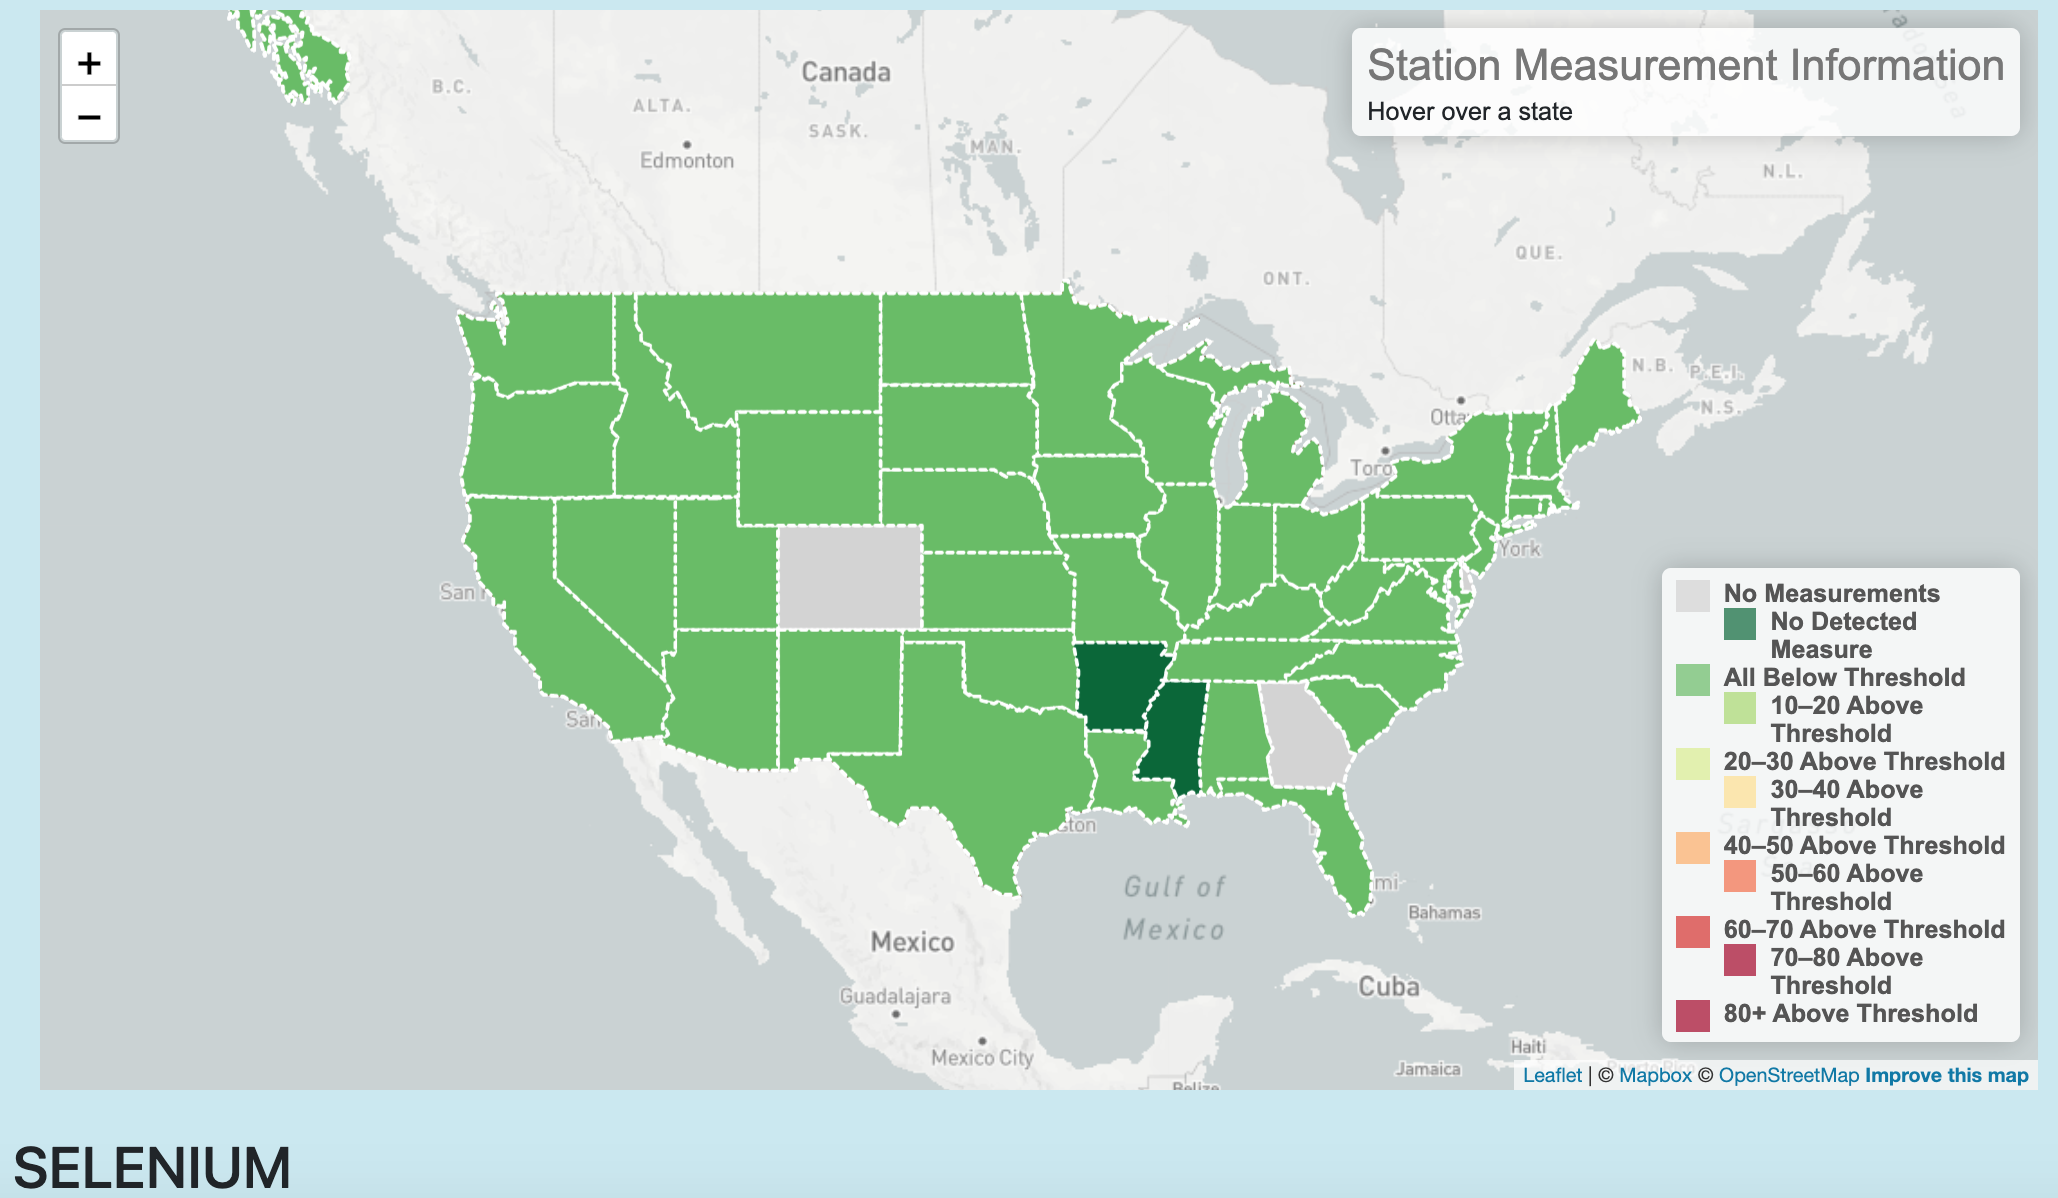 +
−
Station Measurement Information
Hover over a state
Canada
B.C.
ALTA.
SASK.
MAN.
Edmonton
N.L.
QUE.
ONT.
N.B.
P.E.I.
N.S.
Otta
Toro
York
San
San
ston
mi
Gulf of
Mexico
Bahamas
Mexico
Cuba
Guadalajara
Mexico City
Haiti
Jamaica
Puerto Rico
Belize
No Measurements
No Detected
Measure
All Below Threshold
10–20 Above
Threshold
20–30 Above Threshold
30–40 Above
Threshold
40–50 Above Threshold
50–60 Above
Threshold
60–70 Above Threshold
70–80 Above
Threshold
80+ Above Threshold
Leaflet | © Mapbox © OpenStreetMap Improve this map
SELENIUM